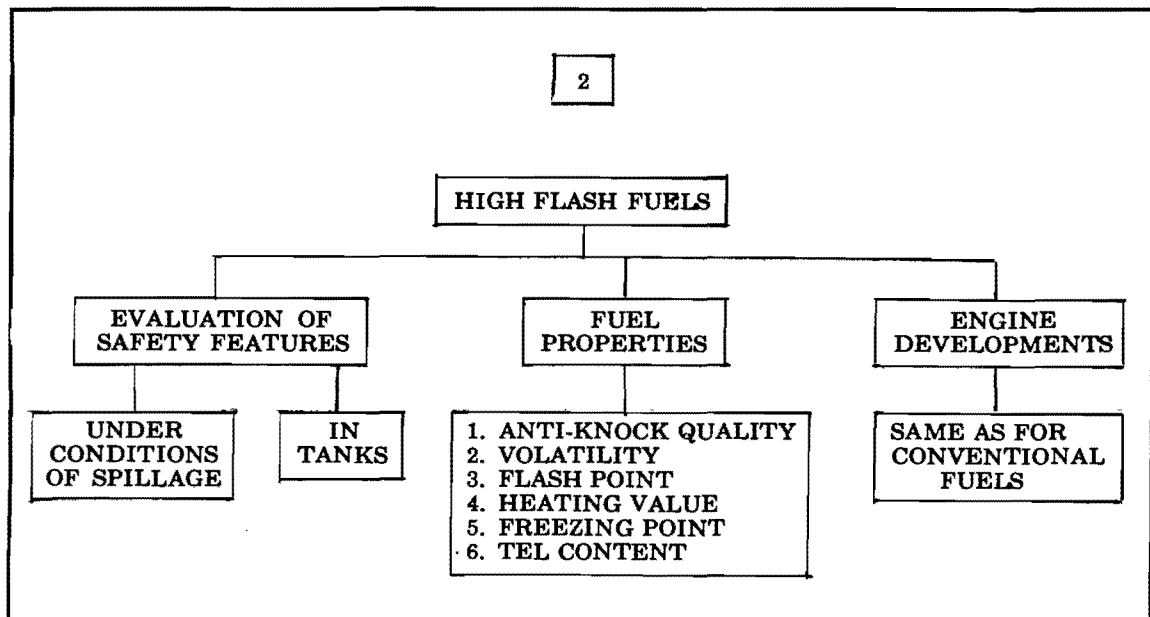 2
HIGH FLASH FUELS
EVALUATION OF
SAFETY FEATURES
FUEL
PROPERTIES
ENGINE
DEVELOPMENTS
UNDER
CONDITIONS
OF SPILLAGE
IN
TANKS
1. ANTI-KNOCK QUALITY
2. VOLATILITY
3. FLASH POINT
4. HEATING VALUE
5. FREEZING POINT
6. TEL CONTENT
SAME AS FOR
CONVENTIONAL
FUELS